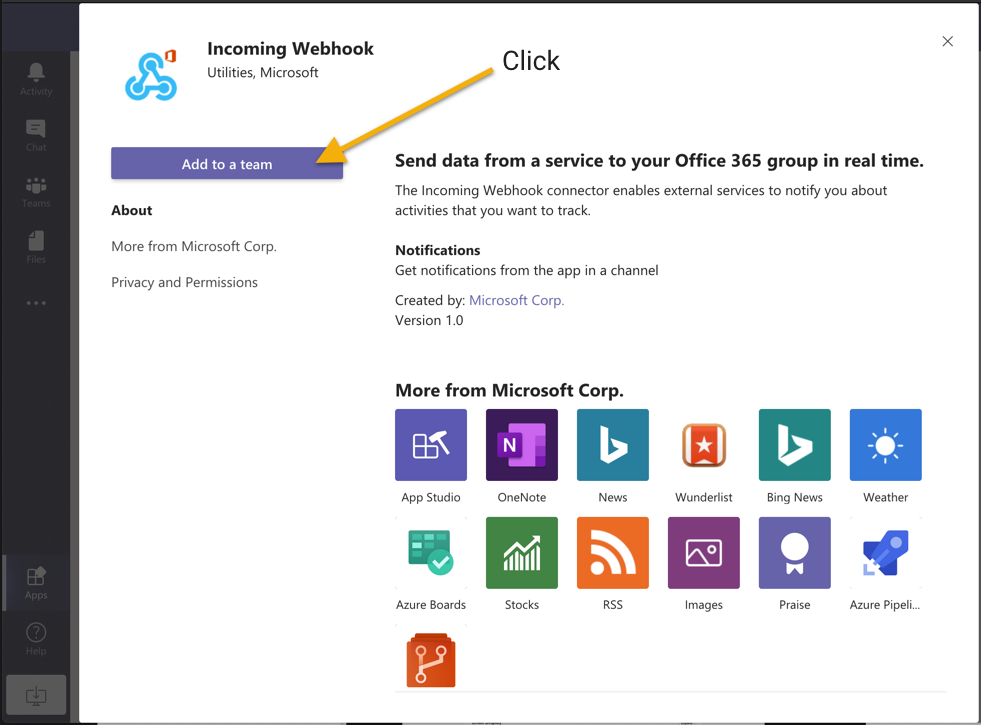 Incoming Webhook
Utilities, Microsoft
Click
Activity
Chat
Teams
Files
Add to a team
About
More from Microsoft Corp.
Privacy and Permissions
Send data from a service to your Office 365 group in real time.
The Incoming Webhook connector enables external services to notify you about
activities that you want to track.
Notifications
Get notifications from the app in a channel
Created by: Microsoft Corp.
Version 1.0
More from Microsoft Corp.
N
App Studio
OneNote
News
Wunderlist
Bing News
Weather
Azure Boards
Stocks
RSS
Images
Praise
Azure Pipeli...
Apps
Help